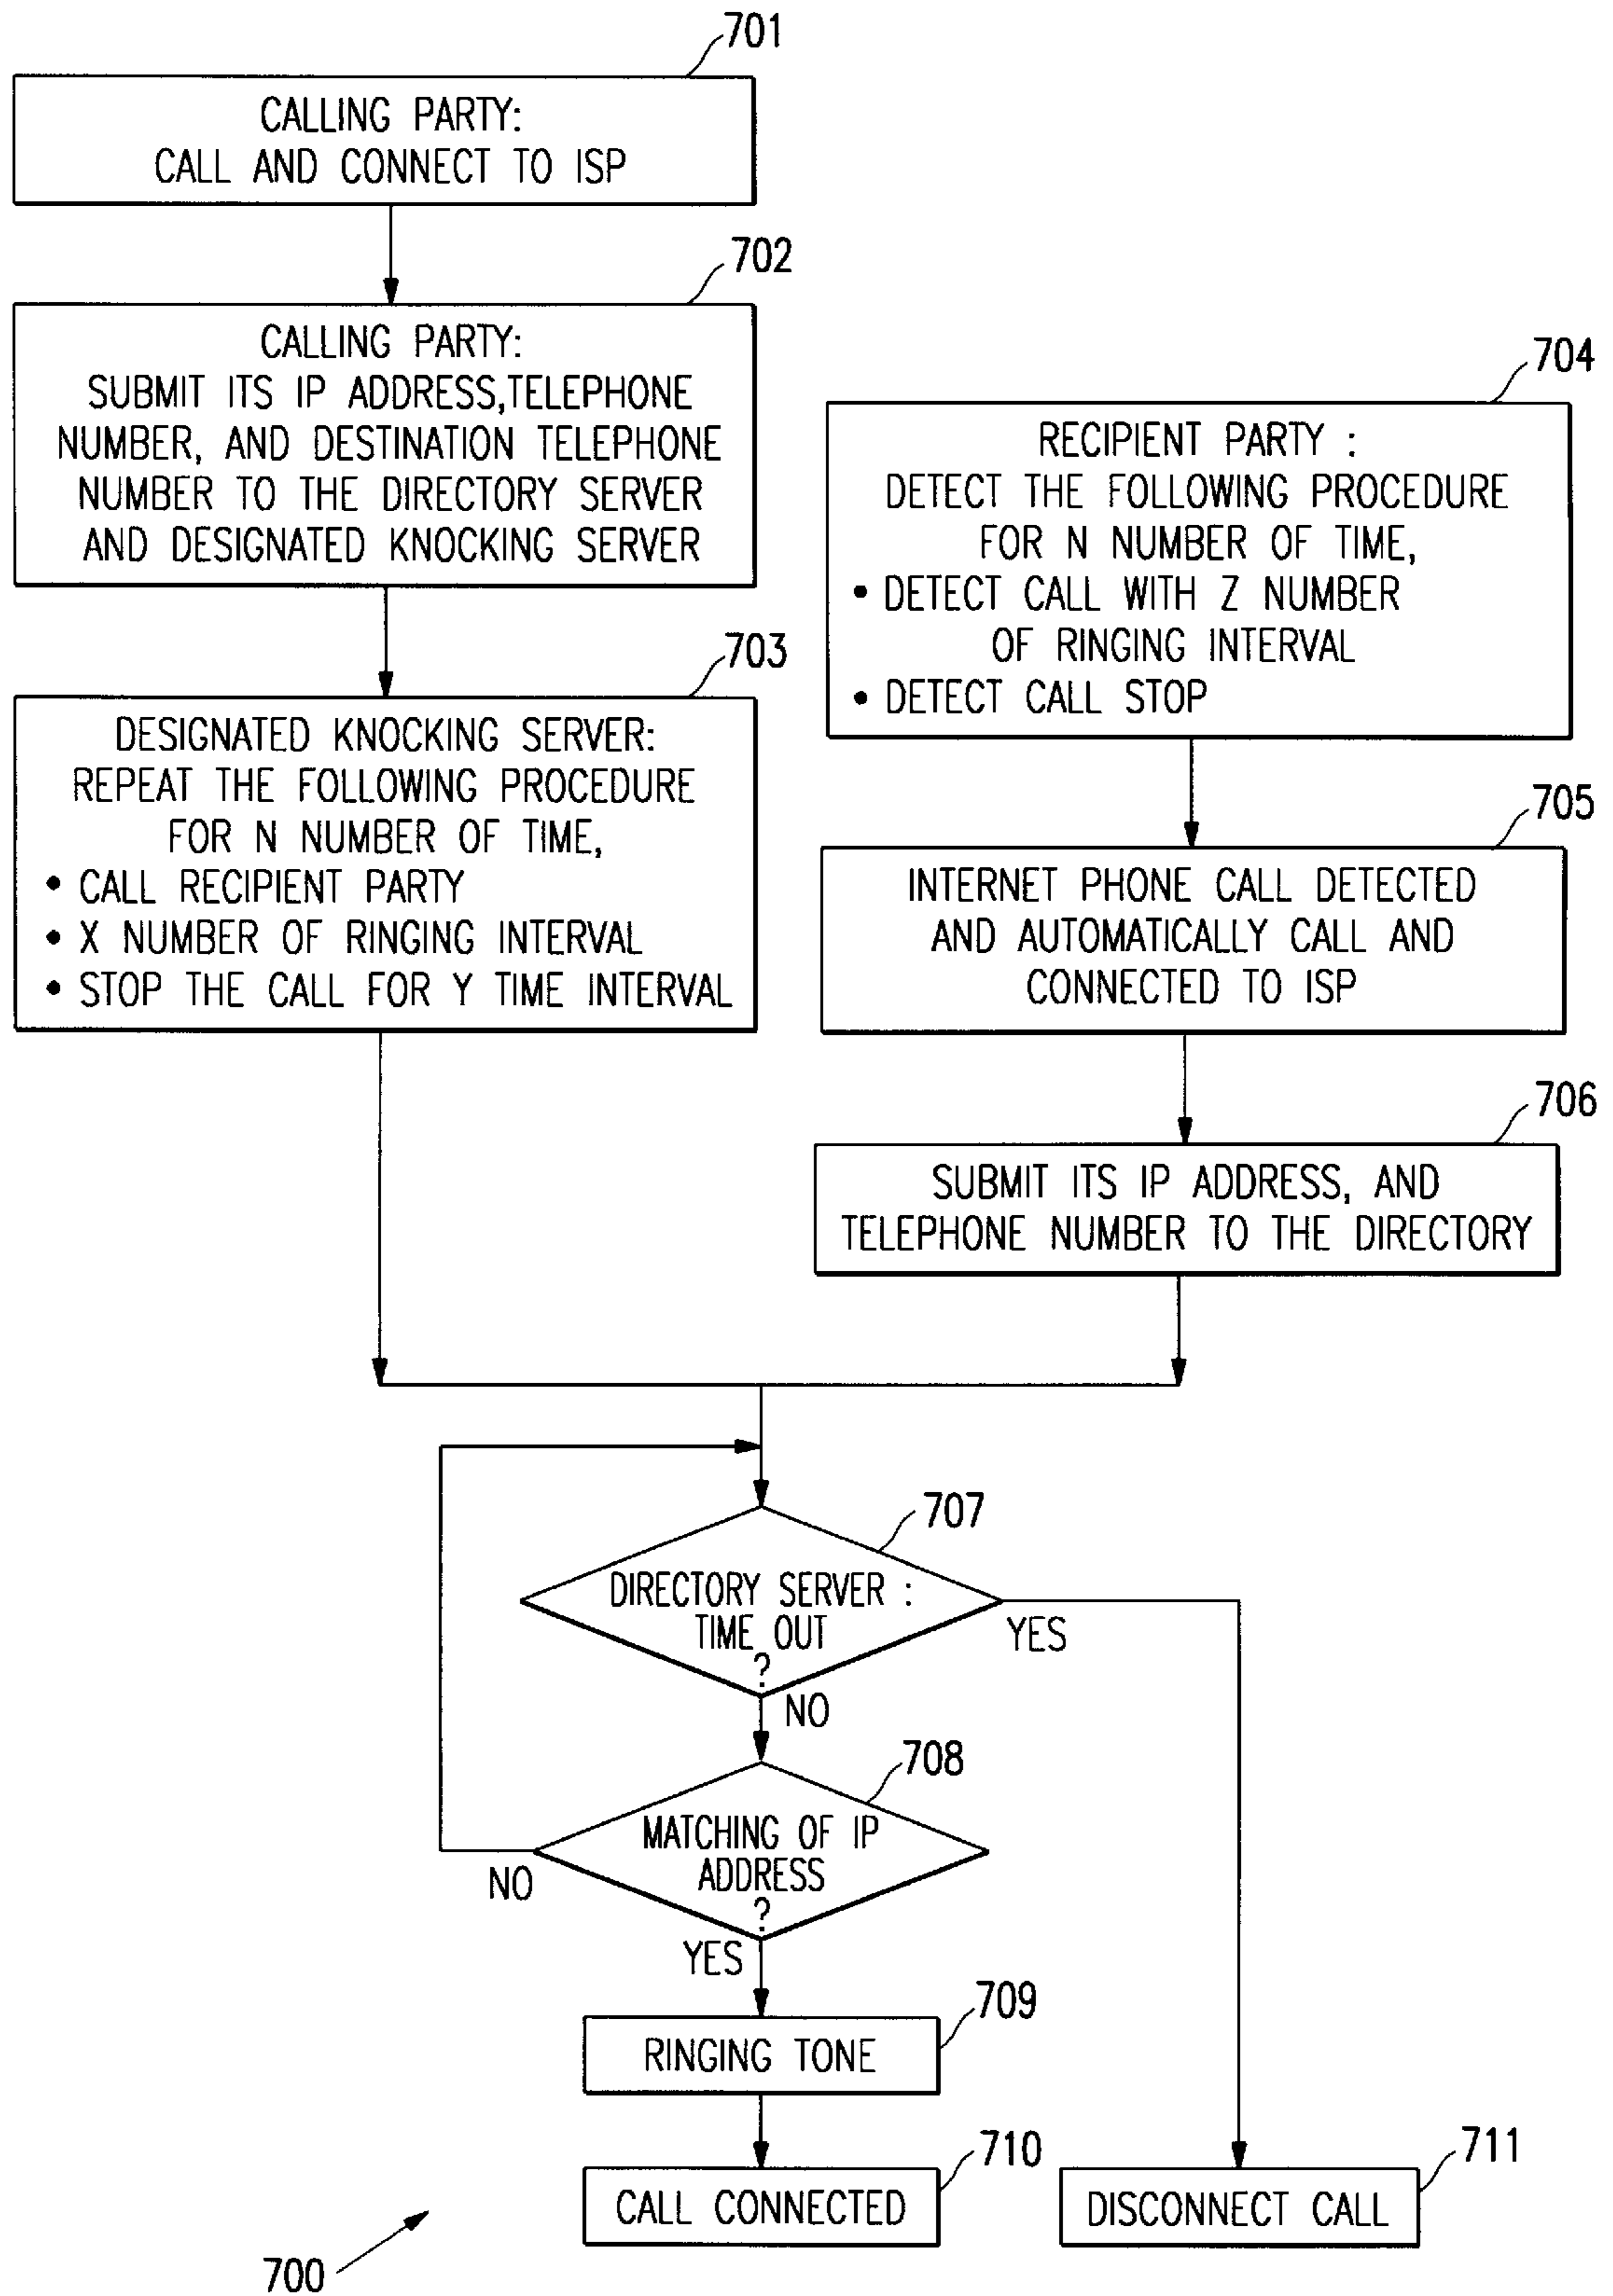 701
CALLING PARTY:
CALL AND CONNECT TO ISP
702
CALLING PARTY:
SUBMIT ITS IP ADDRESS,TELEPHONE
NUMBER, AND DESTINATION TELEPHONE
NUMBER TO THE DIRECTORY SERVER
AND DESIGNATED KNOCKING SERVER
703
DESIGNATED KNOCKING SERVER:
REPEAT THE FOLLOWING PROCEDURE
FOR N NUMBER OF TIME,
• CALL RECIPIENT PARTY
• X NUMBER OF RINGING INTERVAL
• STOP THE CALL FOR Y TIME INTERVAL
704
RECIPIENT PARTY :
DETECT THE FOLLOWING PROCEDURE
FOR N NUMBER OF TIME,
• DETECT CALL WITH Z NUMBER
OF RINGING INTERVAL
• DETECT CALL STOP
705
INTERNET PHONE CALL DETECTED
AND AUTOMATICALLY CALL AND
CONNECTED TO ISP
706
SUBMIT ITS IP ADDRESS, AND
TELEPHONE NUMBER TO THE DIRECTORY
707
DIRECTORY SERVER :
TIME OUT
?
YES
NO
708
MATCHING OF IP
ADDRESS
?
NO
YES
709
RINGING TONE
710
CALL CONNECTED
711
DISCONNECT CALL
700